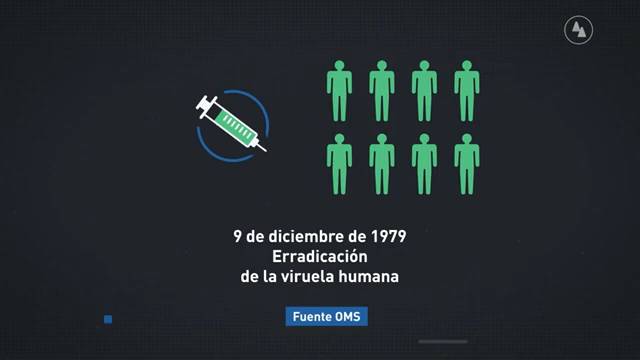 9 de diciembre de 1979
Erradicación
de la viruela humana
Fuente OMS